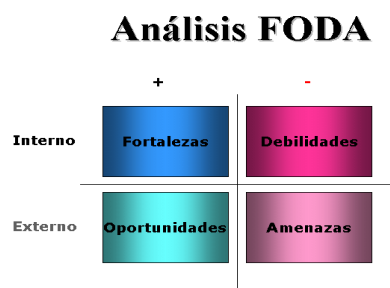 Análisis FODA
+ -
Interno Fortalezas Debilidades
Externo Oportunidades Amenazas